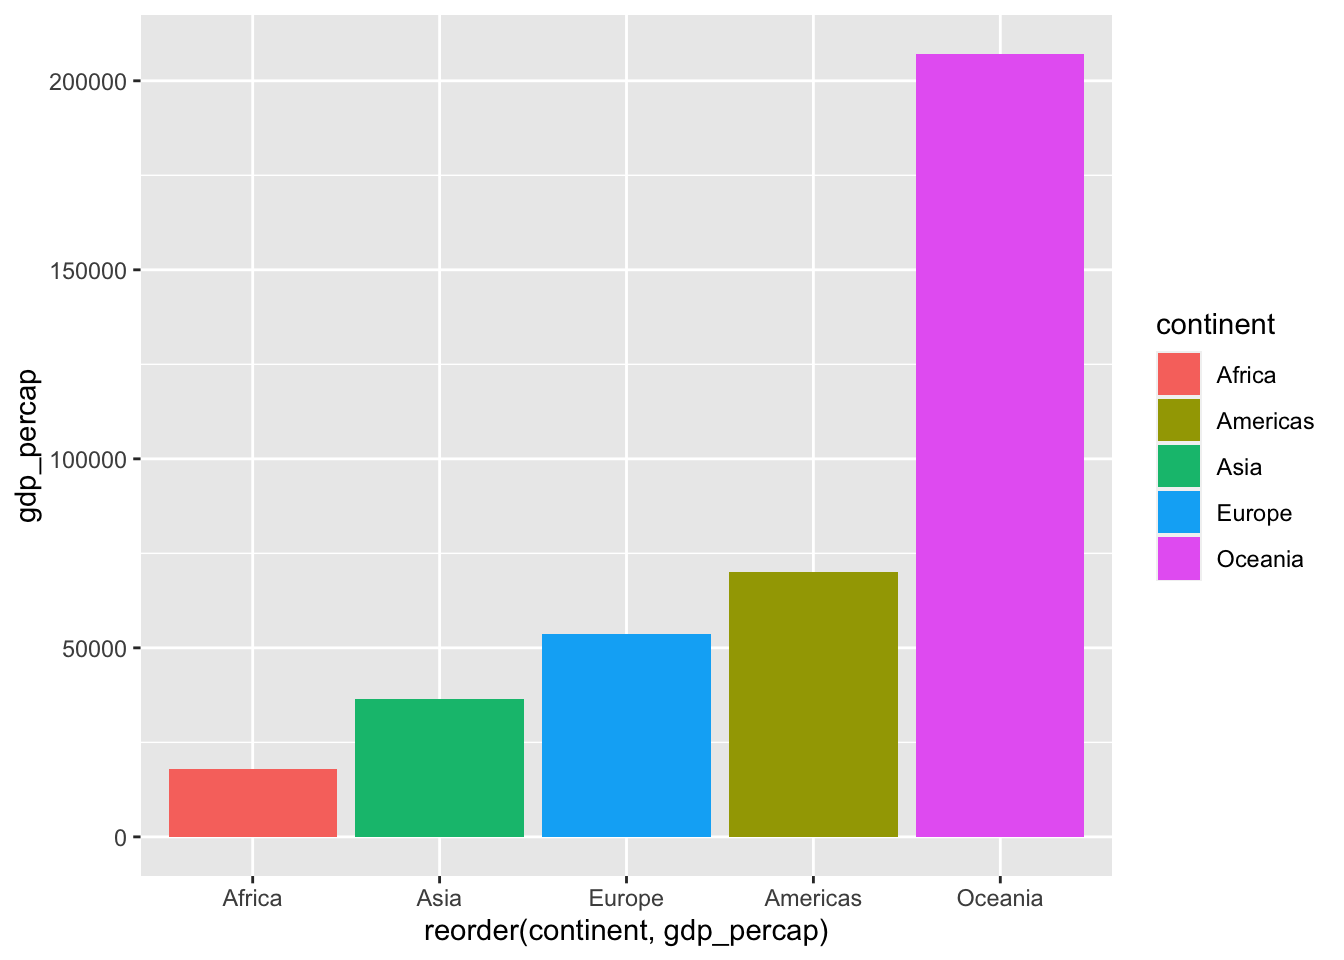 200000
150000
100000
50000
0
gdp_percap
Africa Asia Europe Americas Oceania
reorder(continent, gdp_percap)
continent
Africa
Americas
Asia
Europe
Oceania